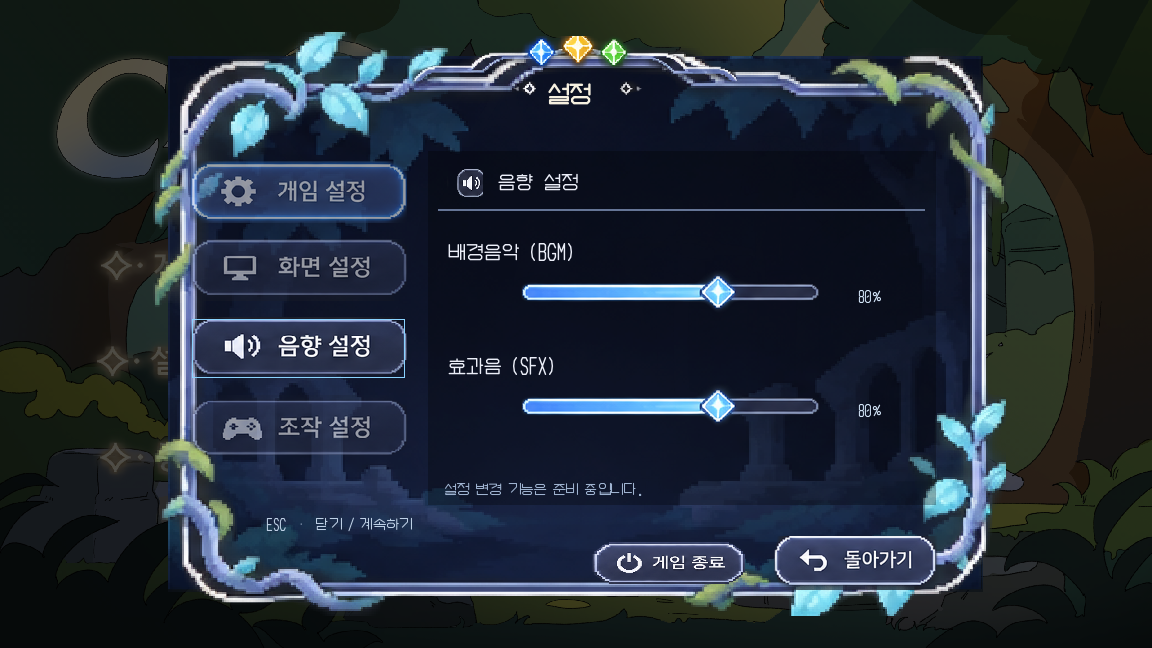 설정
게임 설정
화면 설정
음향 설정
조작 설정
음향 설정
배경음악 (BGM)
80%
효과음 (SFX)
80%
설정 변경 기능은 준비 중입니다.
ESC · 닫기 / 계속하기
게임 종료
돌아가기